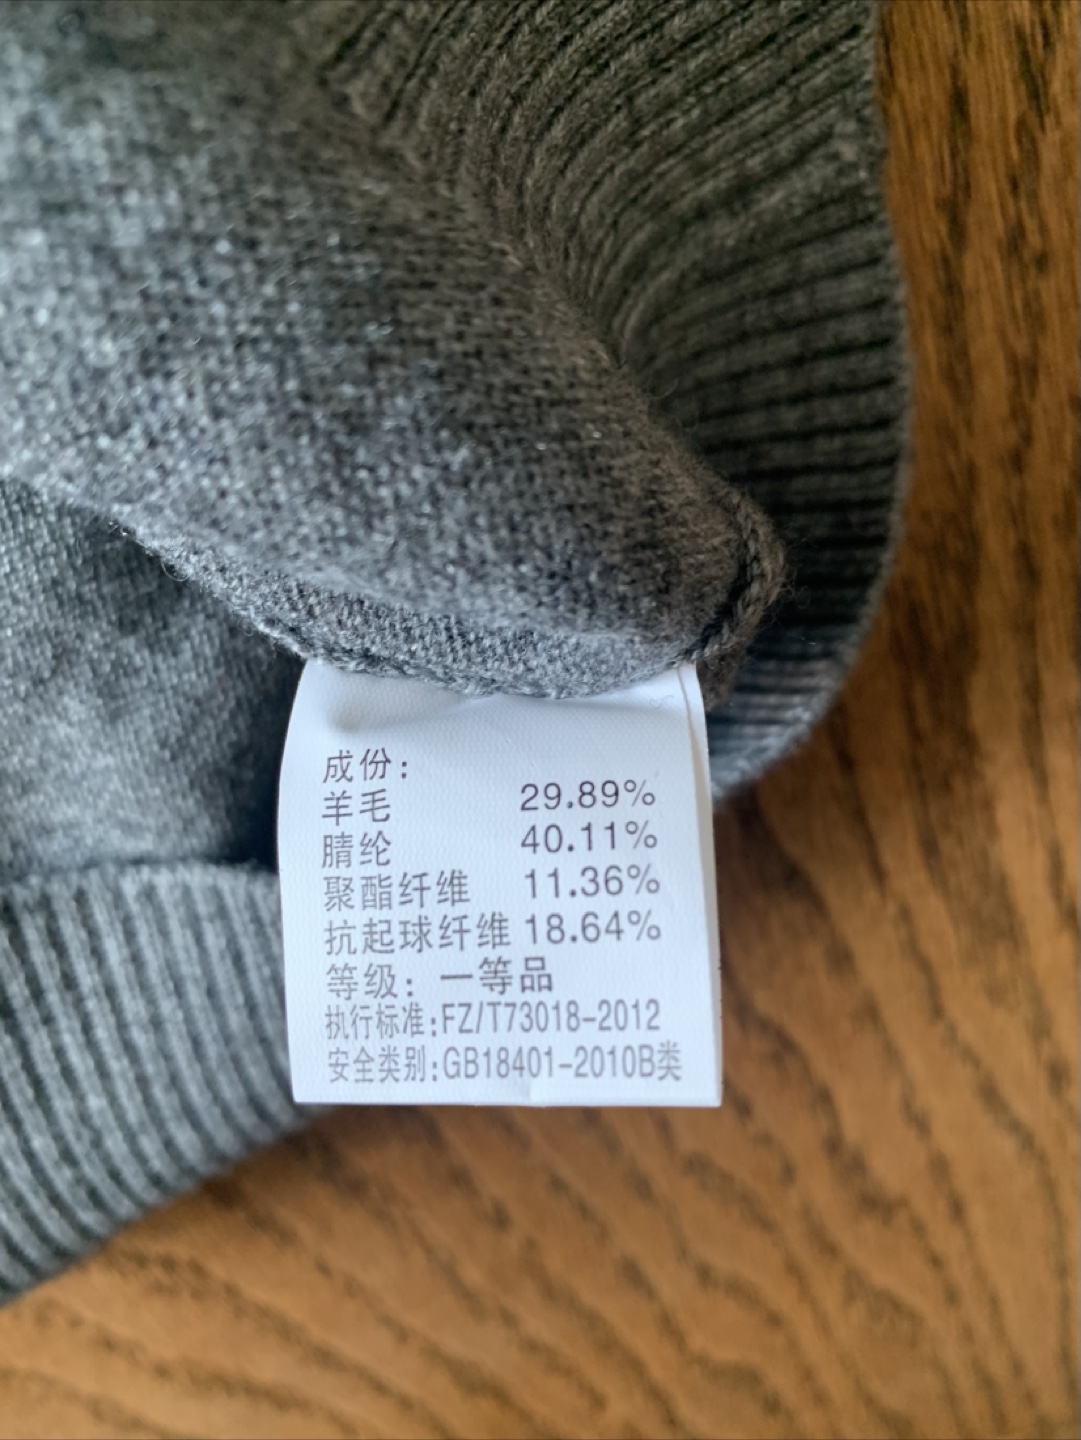 成份:
羊毛 29.89%
腈纶 40.11%
聚酯纤维 11.36%
抗起球纤维 18.64%
等级: 一等品
执行标准:FZ/T73018-2012
安全类别:GB18401-2010B类